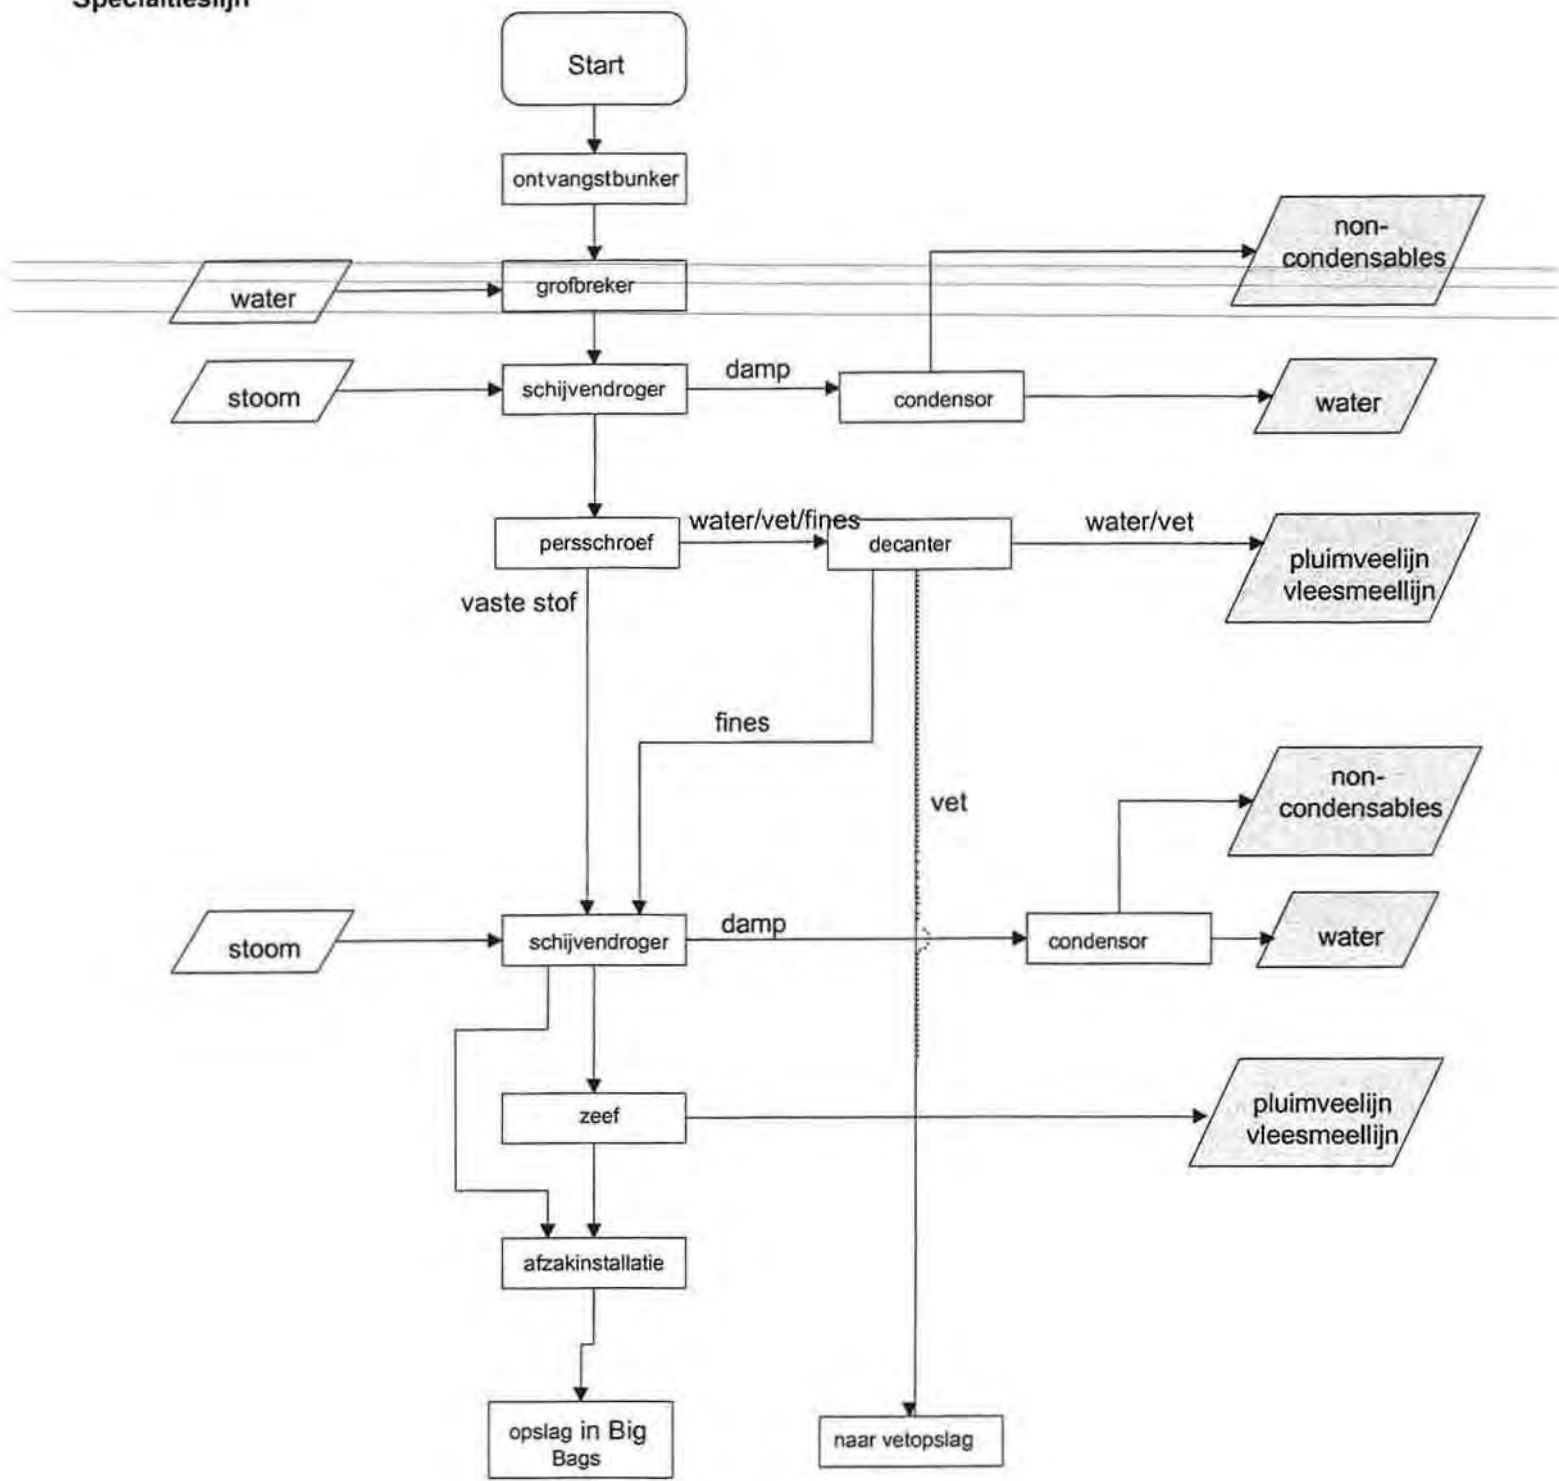 Specialtieslijn
Start
ontvangstbunker
non-
condensables
water
grofbreker
stoom
schijvendroger
damp
condensor
water
persschroef
water/vet/fines
decanter
water/vet
pluimveelijn
vleesmeellijn
vaste stof
fines
vet
non-
condensables
stoom
schijvendroger
damp
condensor
water
zeef
pluimveelijn
vleesmeellijn
afzakinstallatie
opslag in Big
Bags
naar vetopslag